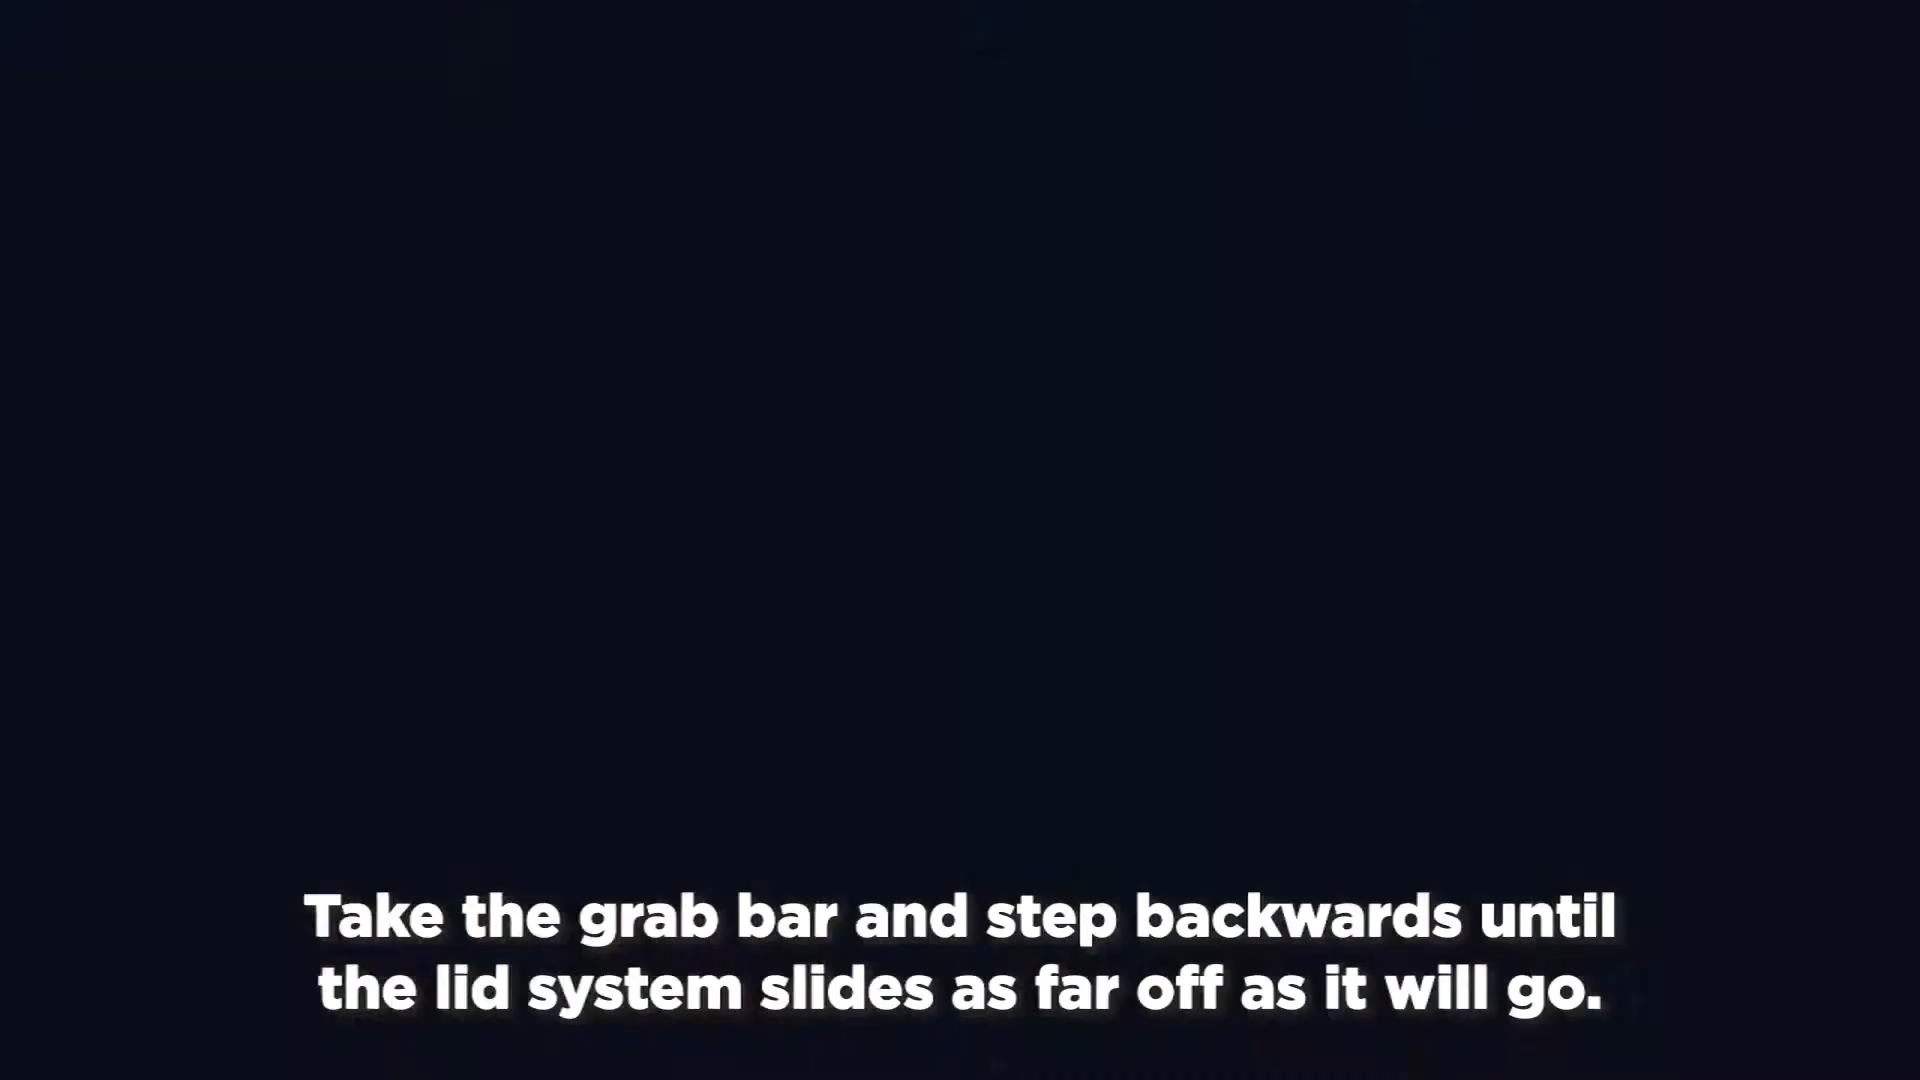 Take the grab bar and step backwards until
the lid system slides as far off as it will go.